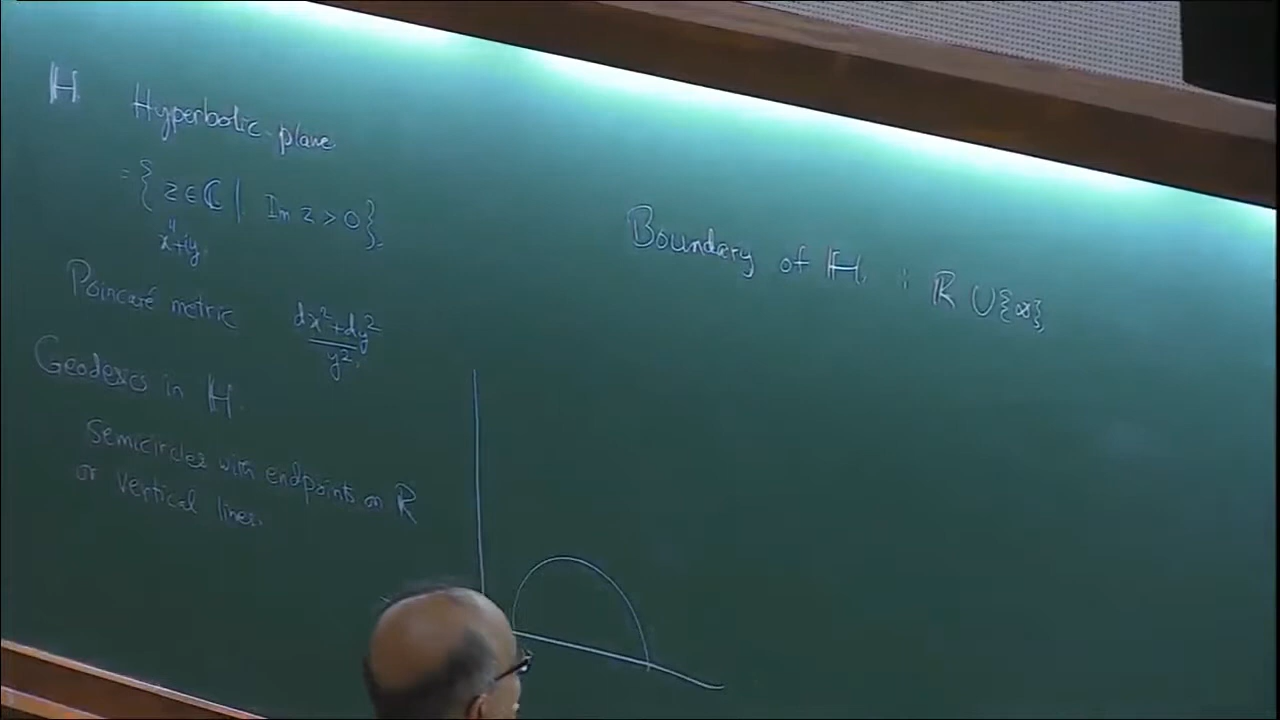 ℍ Hyperbolic plane
= { z ∈ ℂ | Im z > 0 }
x+iy
Poincaré metric dx²+dy² / y²
Geodesics in ℍ
Semicircles with endpoints on ℝ
or vertical lines.
Boundary of ℍ : ℝ ∪ {∞}